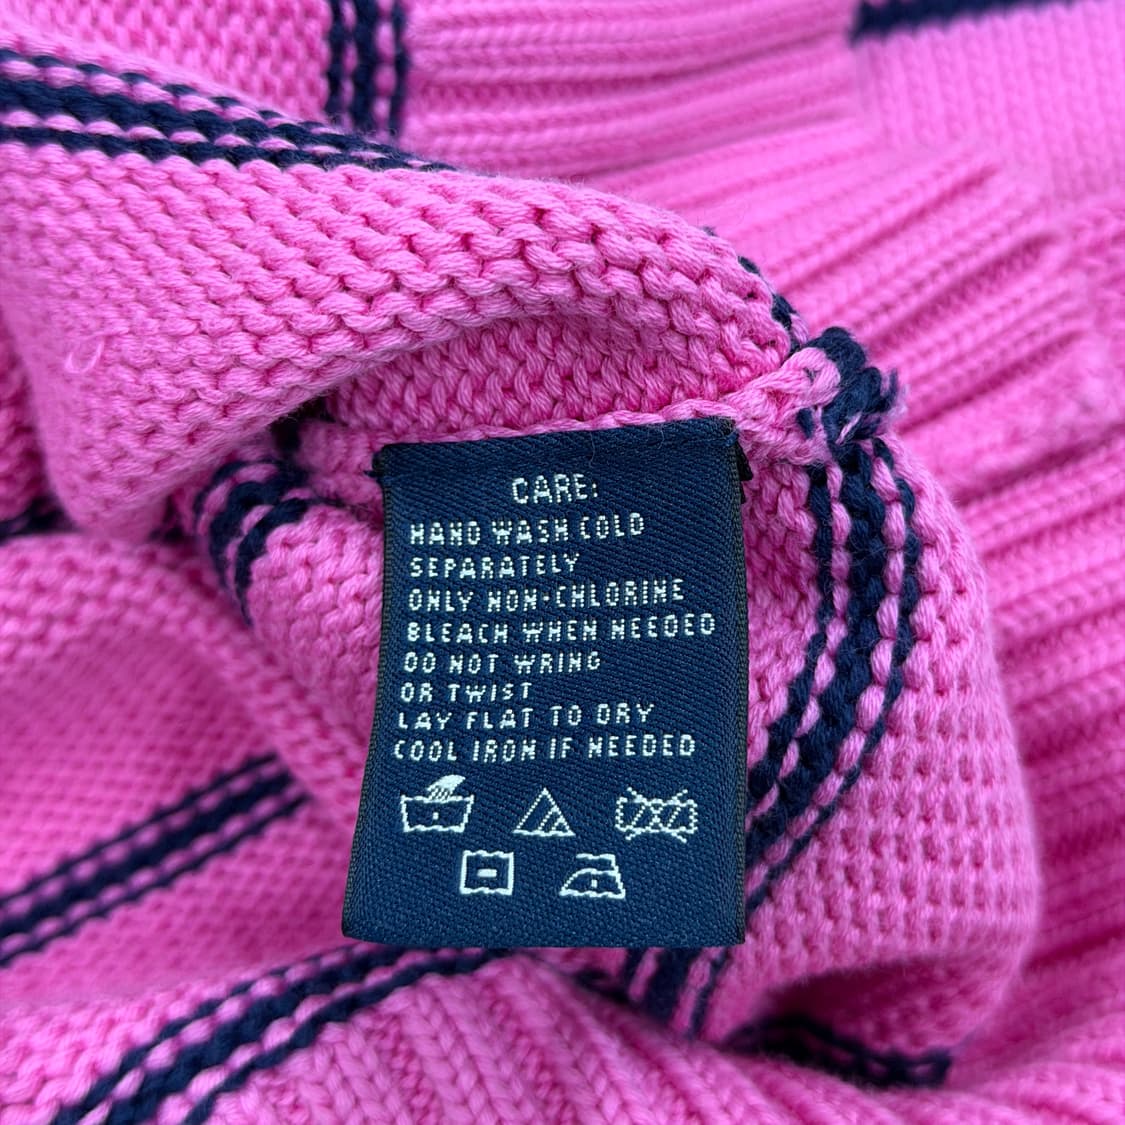 CARE:
HAND WASH COLD
SEPARATELY
ONLY NON-CHLORINE
BLEACH WHEN NEEDED
DO NOT WRING
OR TWIST
LAY FLAT TO DRY
COOL IRON IF NEEDED